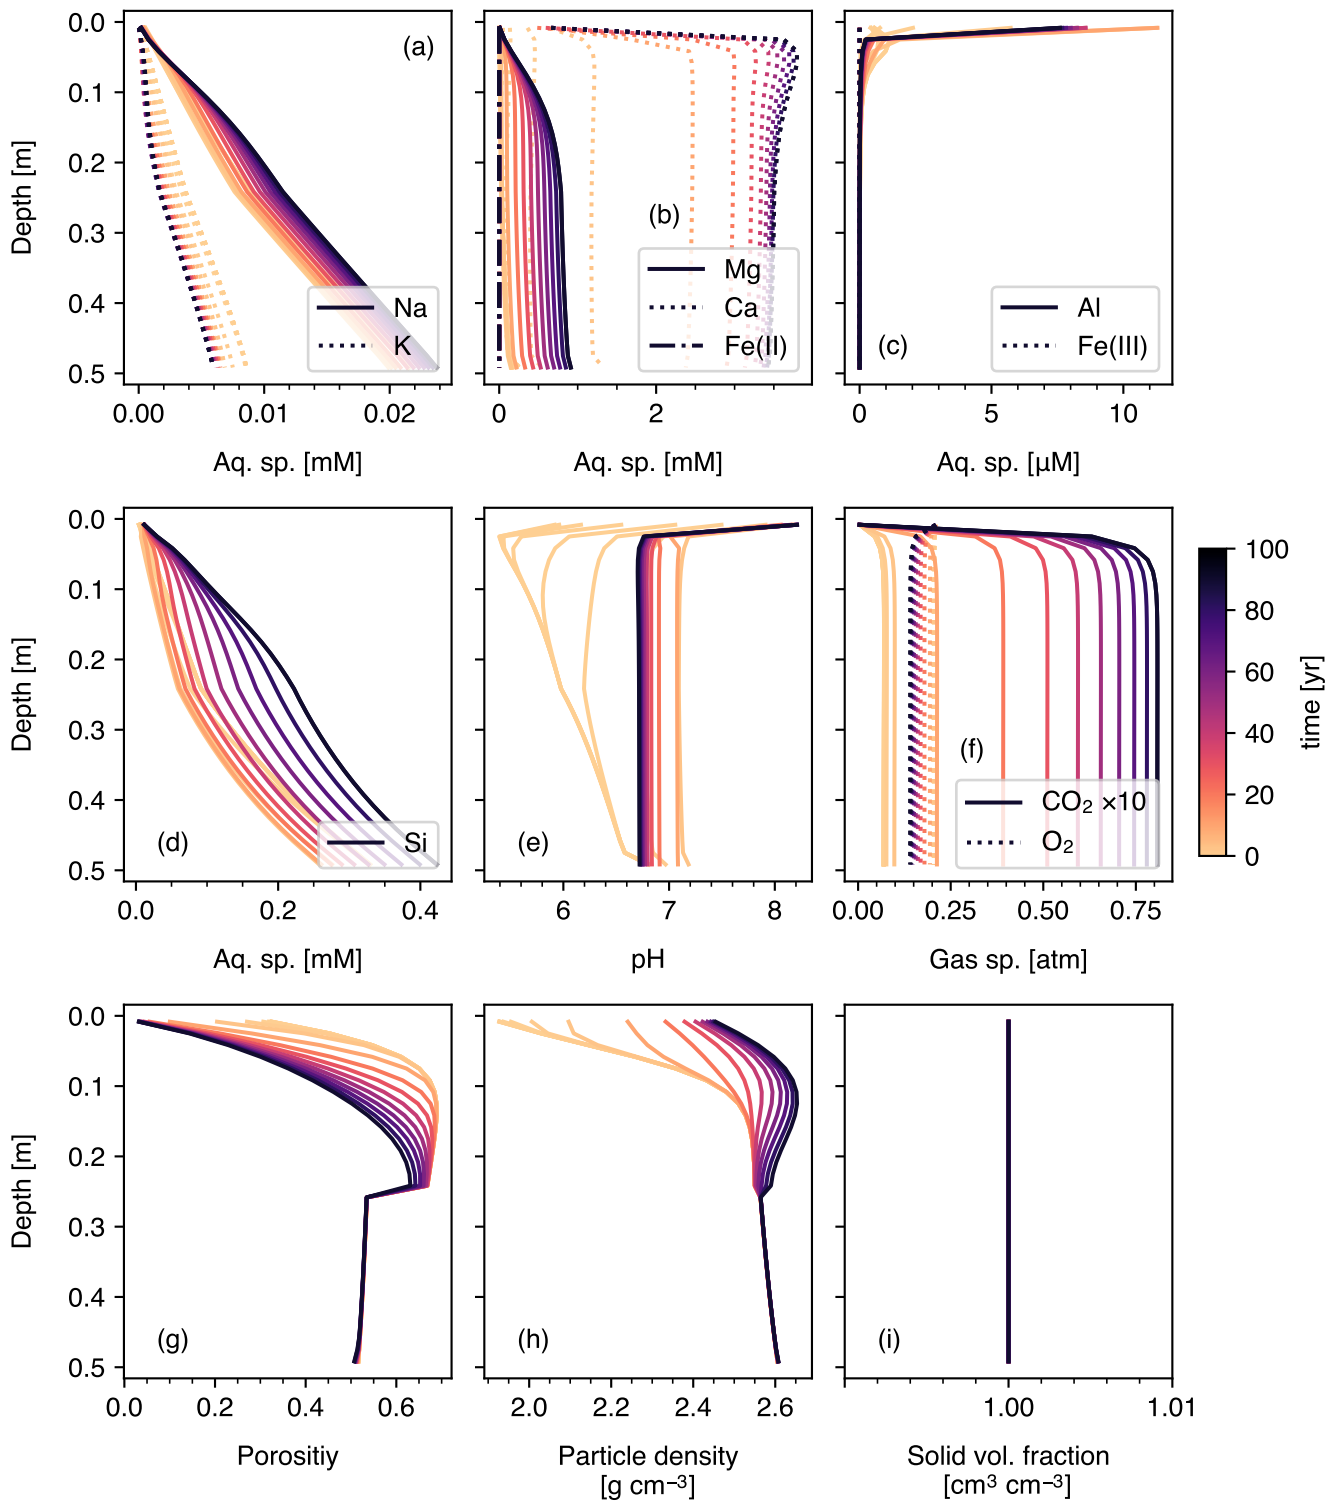 0.0
0.1
0.2
0.3
0.4
0.5
Depth [m]
(a)
Na
K
0.00
0.01
0.02
Aq. sp. [mM]
(b)
Mg
Ca
Fe(II)
0
2
Aq. sp. [mM]
(c)
Al
Fe(III)
0
5
10
Aq. sp. [µM]
0.0
0.1
0.2
0.3
0.4
0.5
Depth [m]
(d)
Si
0.0
0.2
0.4
Aq. sp. [mM]
(e)
6
7
8
pH
(f)
CO₂ ×10
O₂
0.00
0.25
0.50
0.75
Gas sp. [atm]
100
80
60
40
20
0
time [yr]
0.0
0.1
0.2
0.3
0.4
0.5
Depth [m]
(g)
0.0
0.2
0.4
0.6
Porositiy
(h)
2.0
2.2
2.4
2.6
Particle density
[g cm⁻³]
(i)
1.00
1.01
Solid vol. fraction
[cm³ cm⁻³]